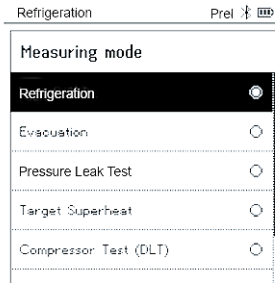 Refrigeration Prel
Measuring mode
Refrigeration
Evacuation
Pressure Leak Test
Target Superheat
Compressor Test (DLT)